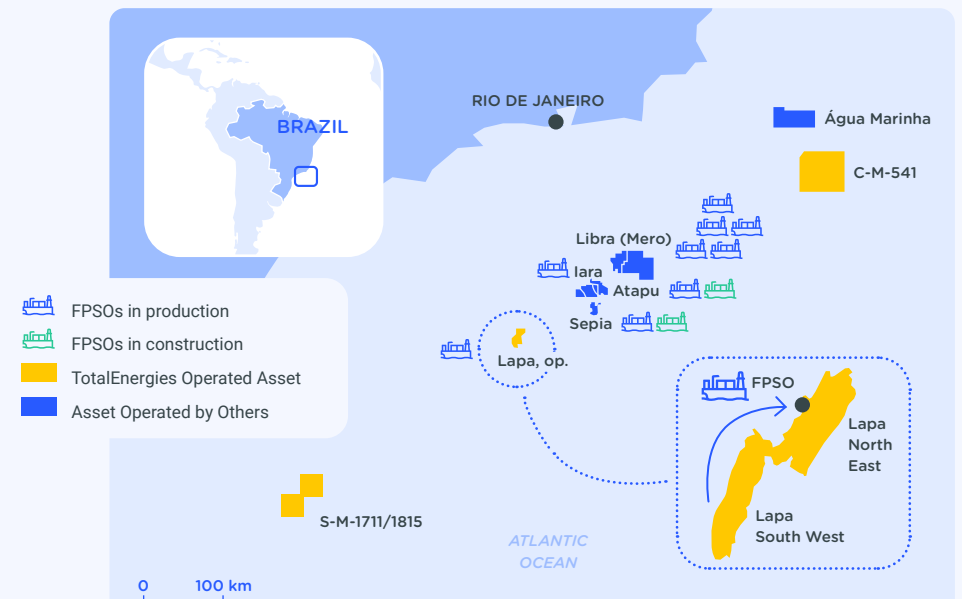 BRAZIL
RIO DE JANEIRO
Água Marinha
C-M-541
Libra (Mero)
Iara
Atapu
Sepia
Lapa, op.
FPSOs in production
FPSOs in construction
TotalEnergies Operated Asset
Asset Operated by Others
FPSO
Lapa
North
East
Lapa
South West
S-M-1711/1815
ATLANTIC
OCEAN
0 100 km